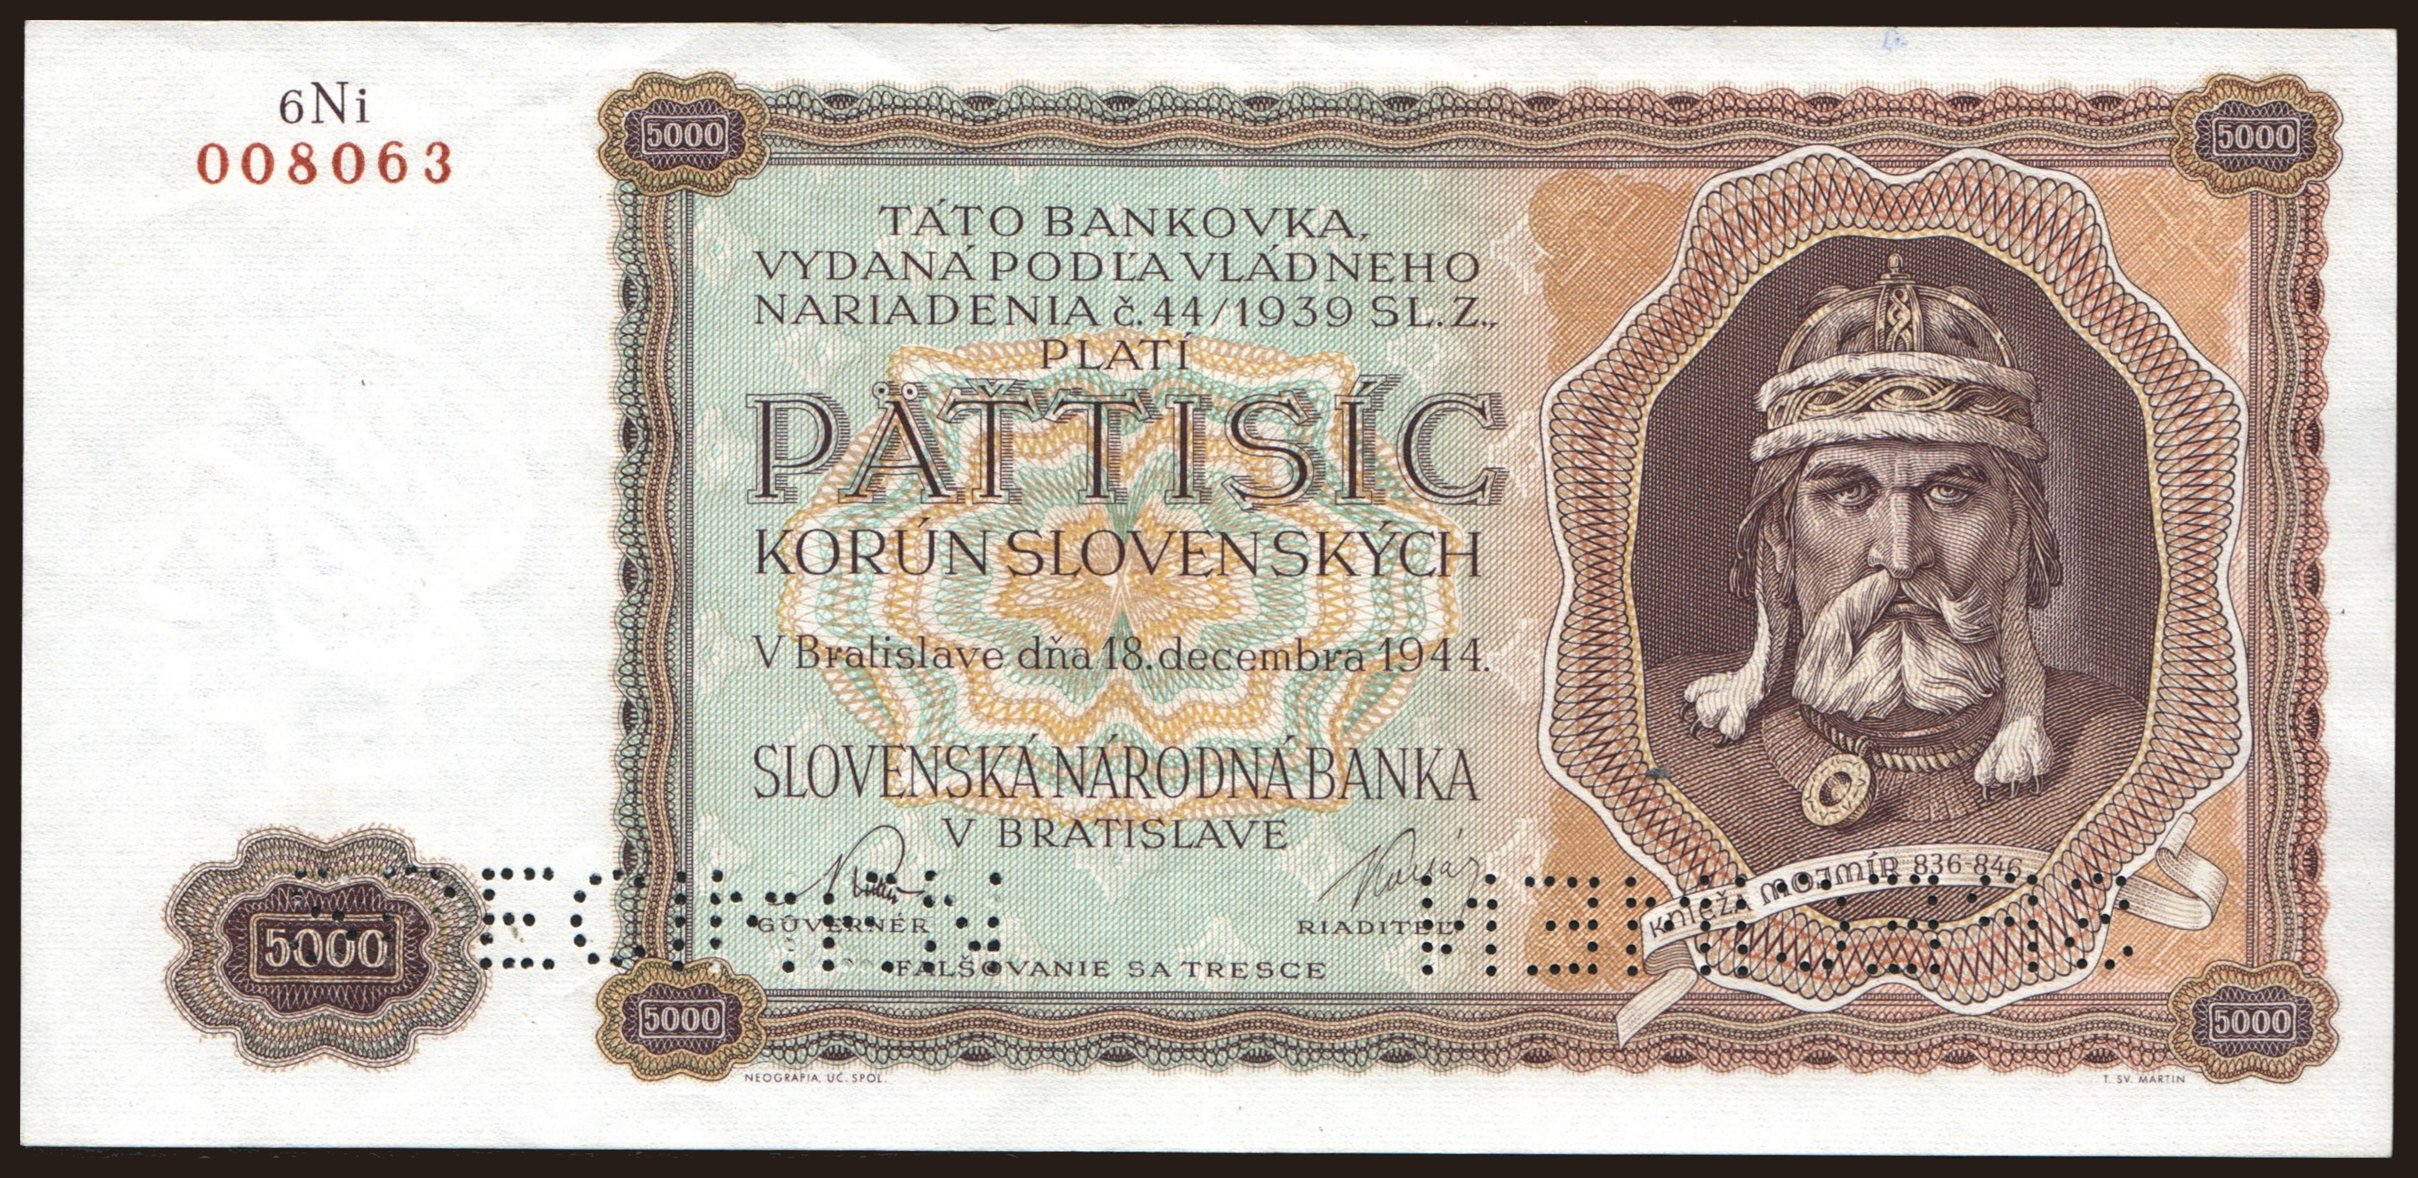 6Ni
008063
5000
5000
TÁTO BANKOVKA,
VYDANÁ PODĽA VLÁDNEHO
NARIADENIA č. 44/1939 SL. Z.,
PLATÍ
PÄŤTISÍC
KORÚN SLOVENSKÝCH
V Bratislave dňa 18. decembra 1944.
SLOVENSKÁ NÁRODNÁ BANKA
V BRATISLAVE
GUVERNÉR
RIADITEĽ
FALŠOVANIE SA TRESCE
Knieža MOJMÍR 836-846
5000
5000
5000
NEOGRAFIA, UČ. SPOL.
T. SV. MARTIN